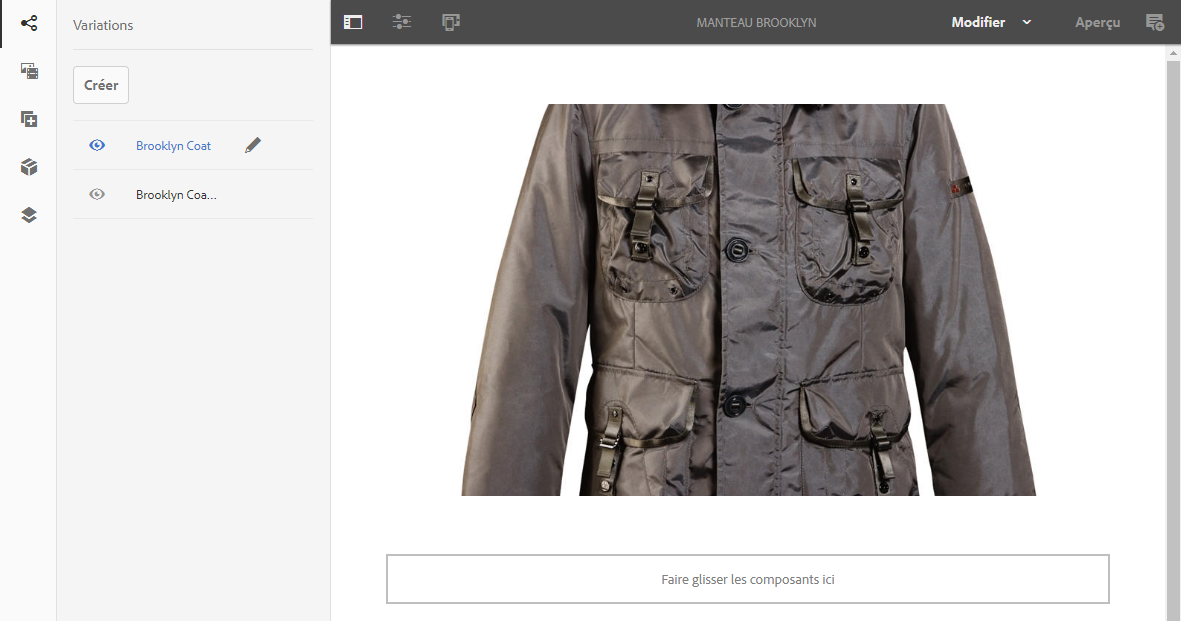 Variations
MANTEAU BROOKLYN
Modifier
Aperçu
Créer
Brooklyn Coat
Brooklyn Coa...
Faire glisser les composants ici